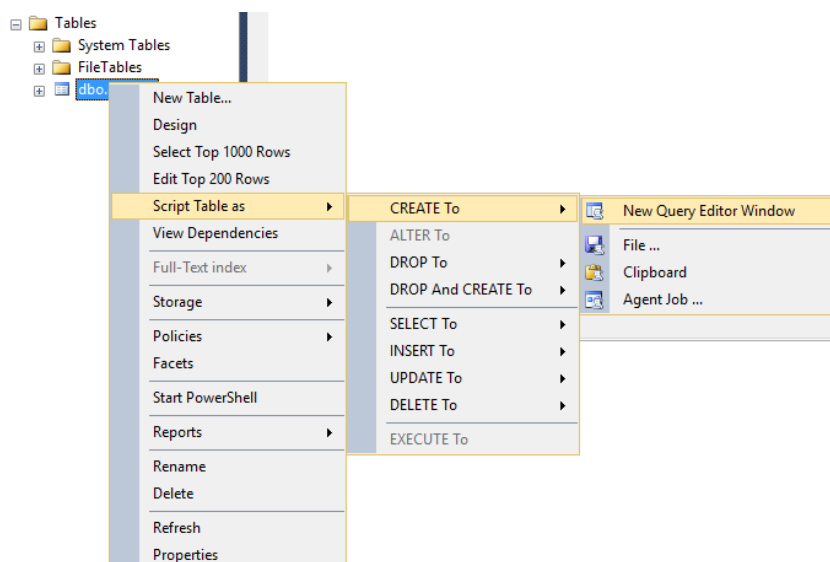 Tables
System Tables
FileTables
dbo.
New Table...
Design
Select Top 1000 Rows
Edit Top 200 Rows
Script Table as
View Dependencies
Full-Text index
Storage
Policies
Facets
Start PowerShell
Reports
Rename
Delete
Refresh
Properties
CREATE To
ALTER To
DROP To
DROP And CREATE To
SELECT To
INSERT To
UPDATE To
DELETE To
EXECUTE To
New Query Editor Window
File ...
Clipboard
Agent Job ...